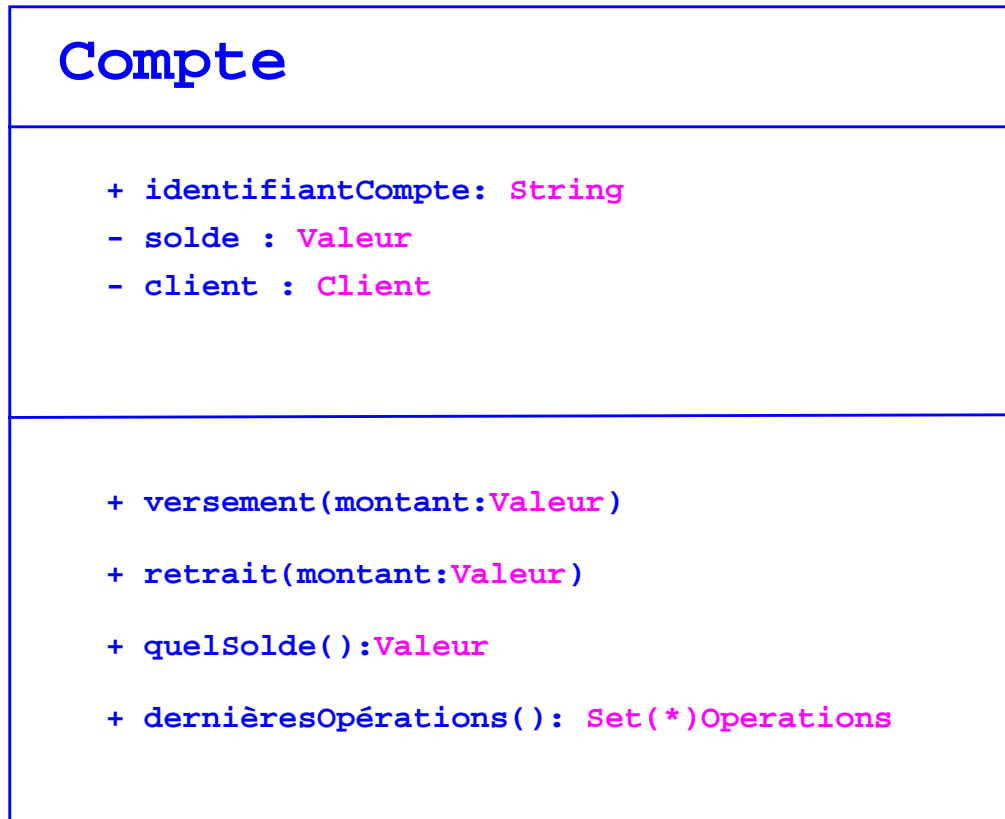 Compte
+ identifiantCompte: String
- solde : Valeur
- client : Client
+ versement(montant:Valeur)
+ retrait(montant:Valeur)
+ quelSolde():Valeur
+ dernièresOpérations(): Set(*)Operations